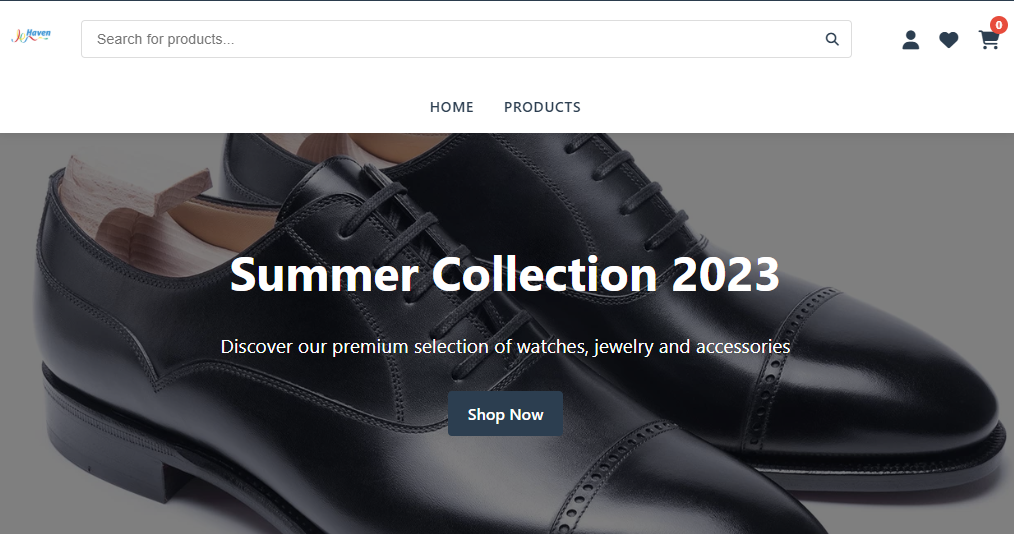 Haven
Search for products...
0
HOME PRODUCTS
Summer Collection 2023
Discover our premium selection of watches, jewelry and accessories
Shop Now